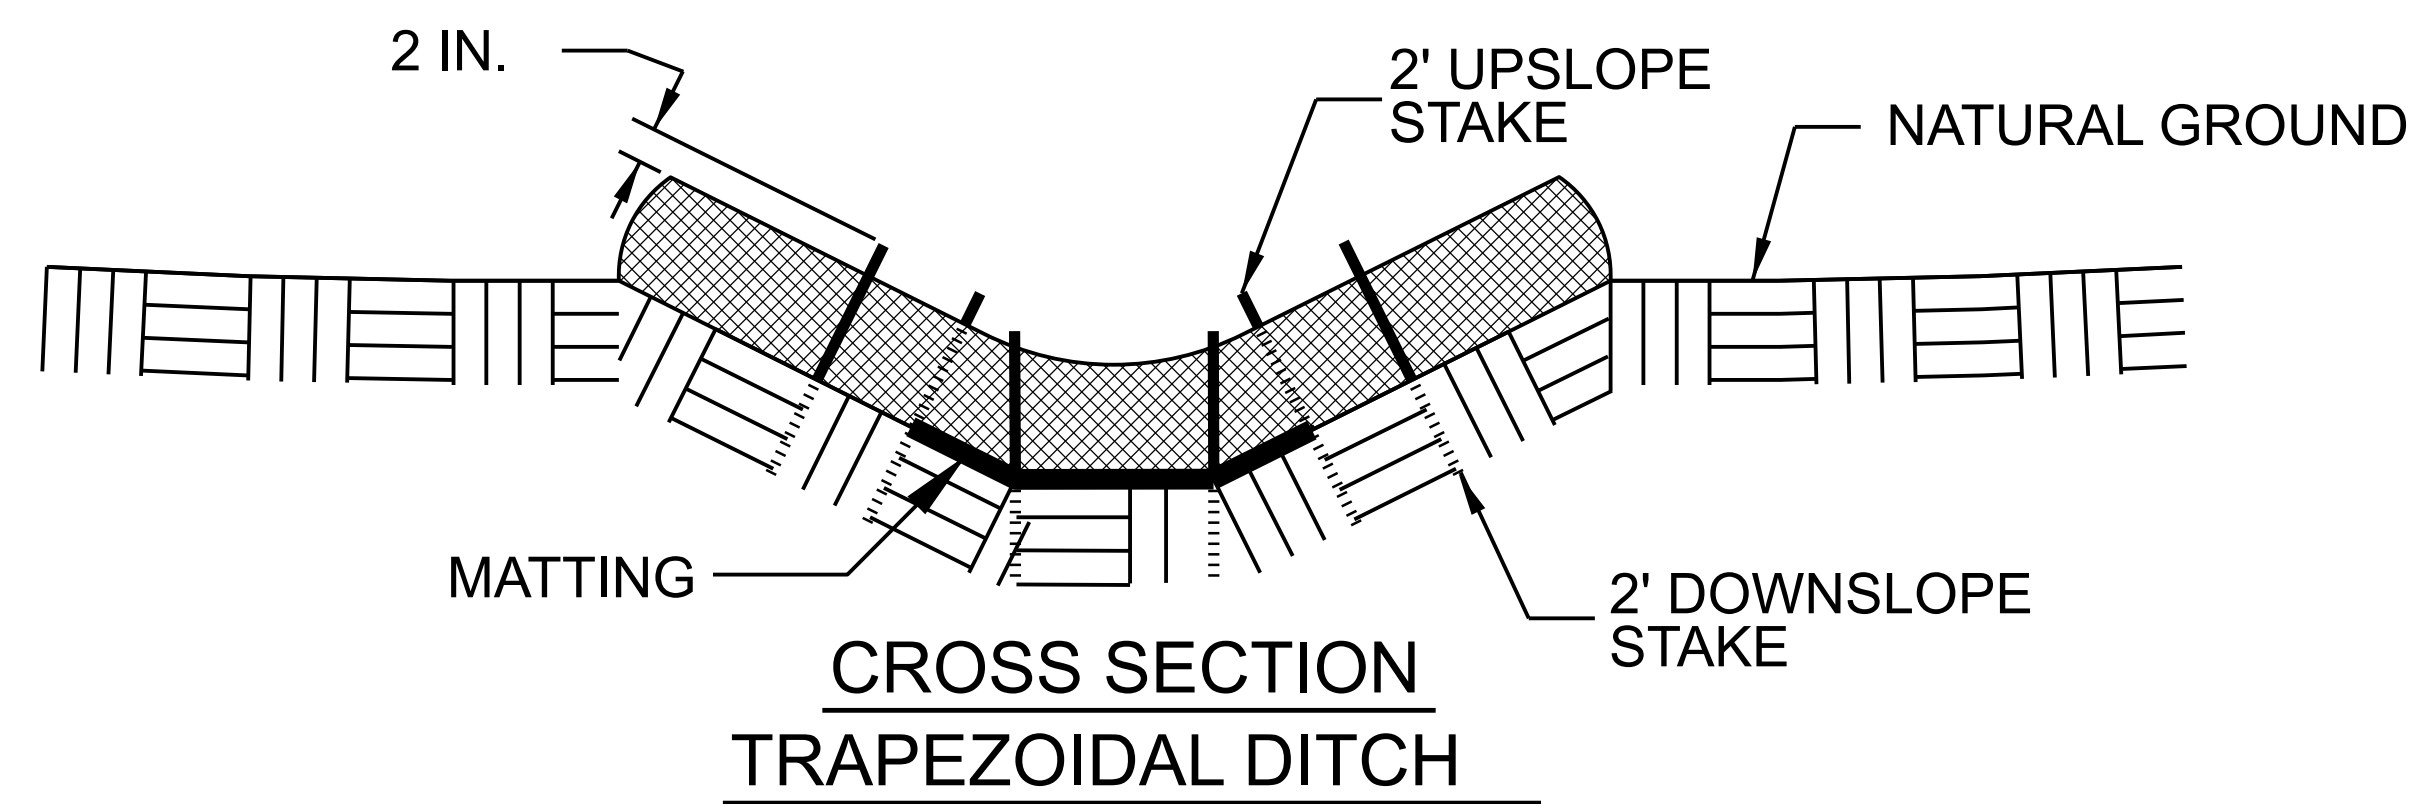 2 IN.
2' UPSLOPE
STAKE
NATURAL GROUND
MATTING
2' DOWNSLOPE
STAKE
CROSS SECTION
TRAPEZOIDAL DITCH